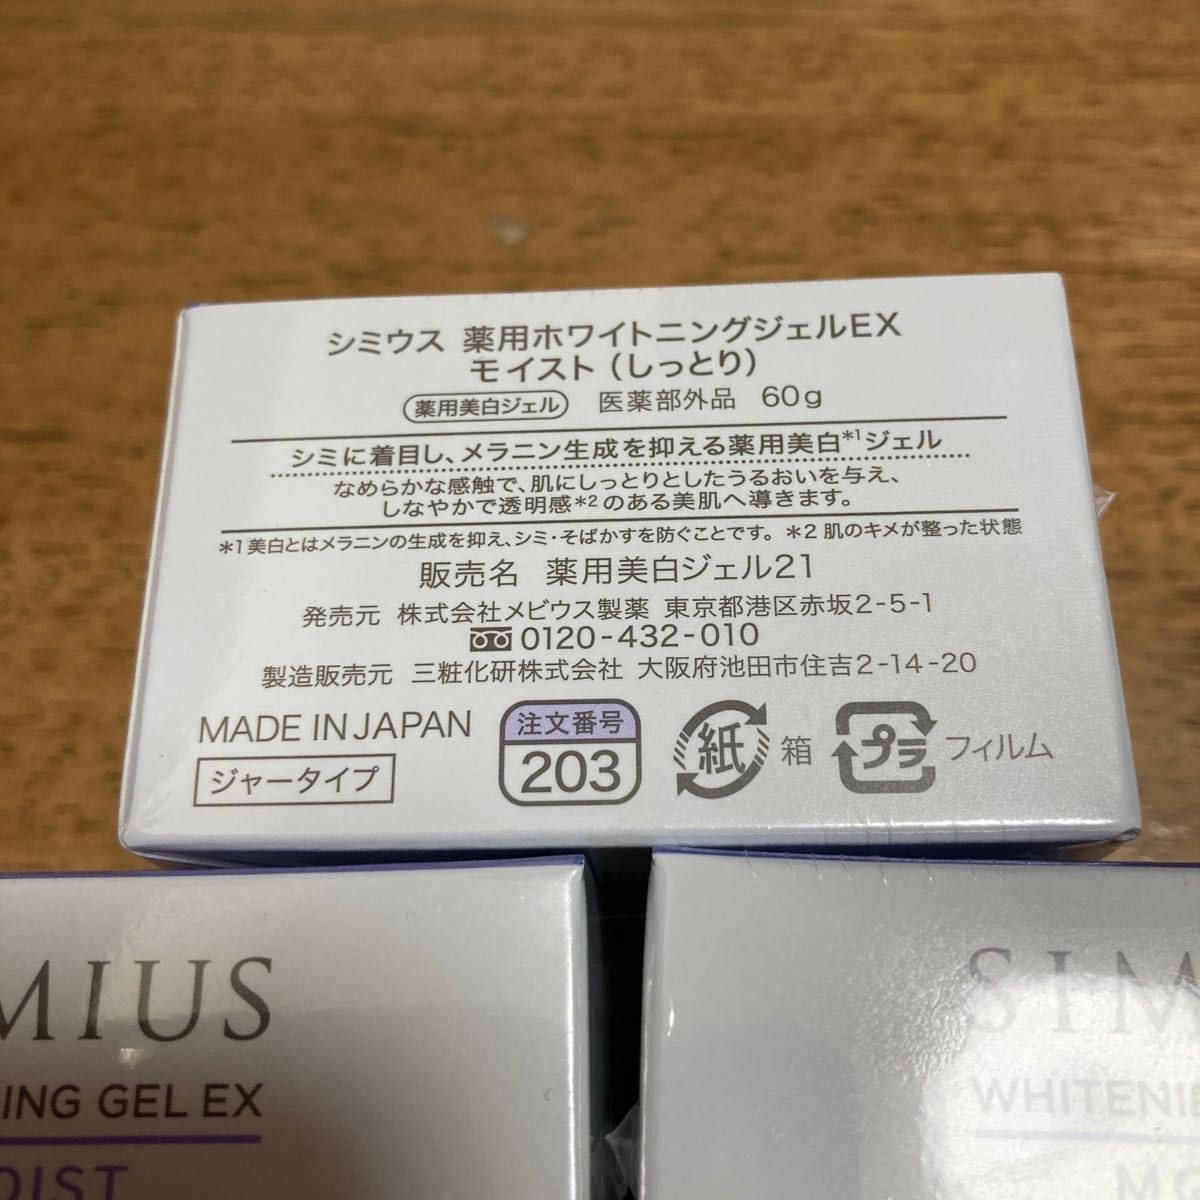 シミウス 薬用ホワイトニングジェルEX
モイスト(しっとり)
薬用美白ジェル 医薬部外品 60g
シミに着目し、メラニン生成を抑える薬用美白*1ジェル
なめらかな感触で、肌にしっとりとしたうるおいを与え、
しなやかで透明感*2のある美肌へ導きます。
*1美白とはメラニンの生成を抑え、シミ・そばかすを防ぐことです。 *2 肌のキメが整った状態
販売名 薬用美白ジェル21
発売元 株式会社メビウス製薬 東京都港区赤坂2-5-1
0120-432-010
製造販売元 三粧化研株式会社 大阪府池田市住吉2-14-20
MADE IN JAPAN
ジャータイプ
注文番号
203
紙 箱
プラ フィルム
MIUS
ING GEL EX
OIST
SIM
WHITENI
MO